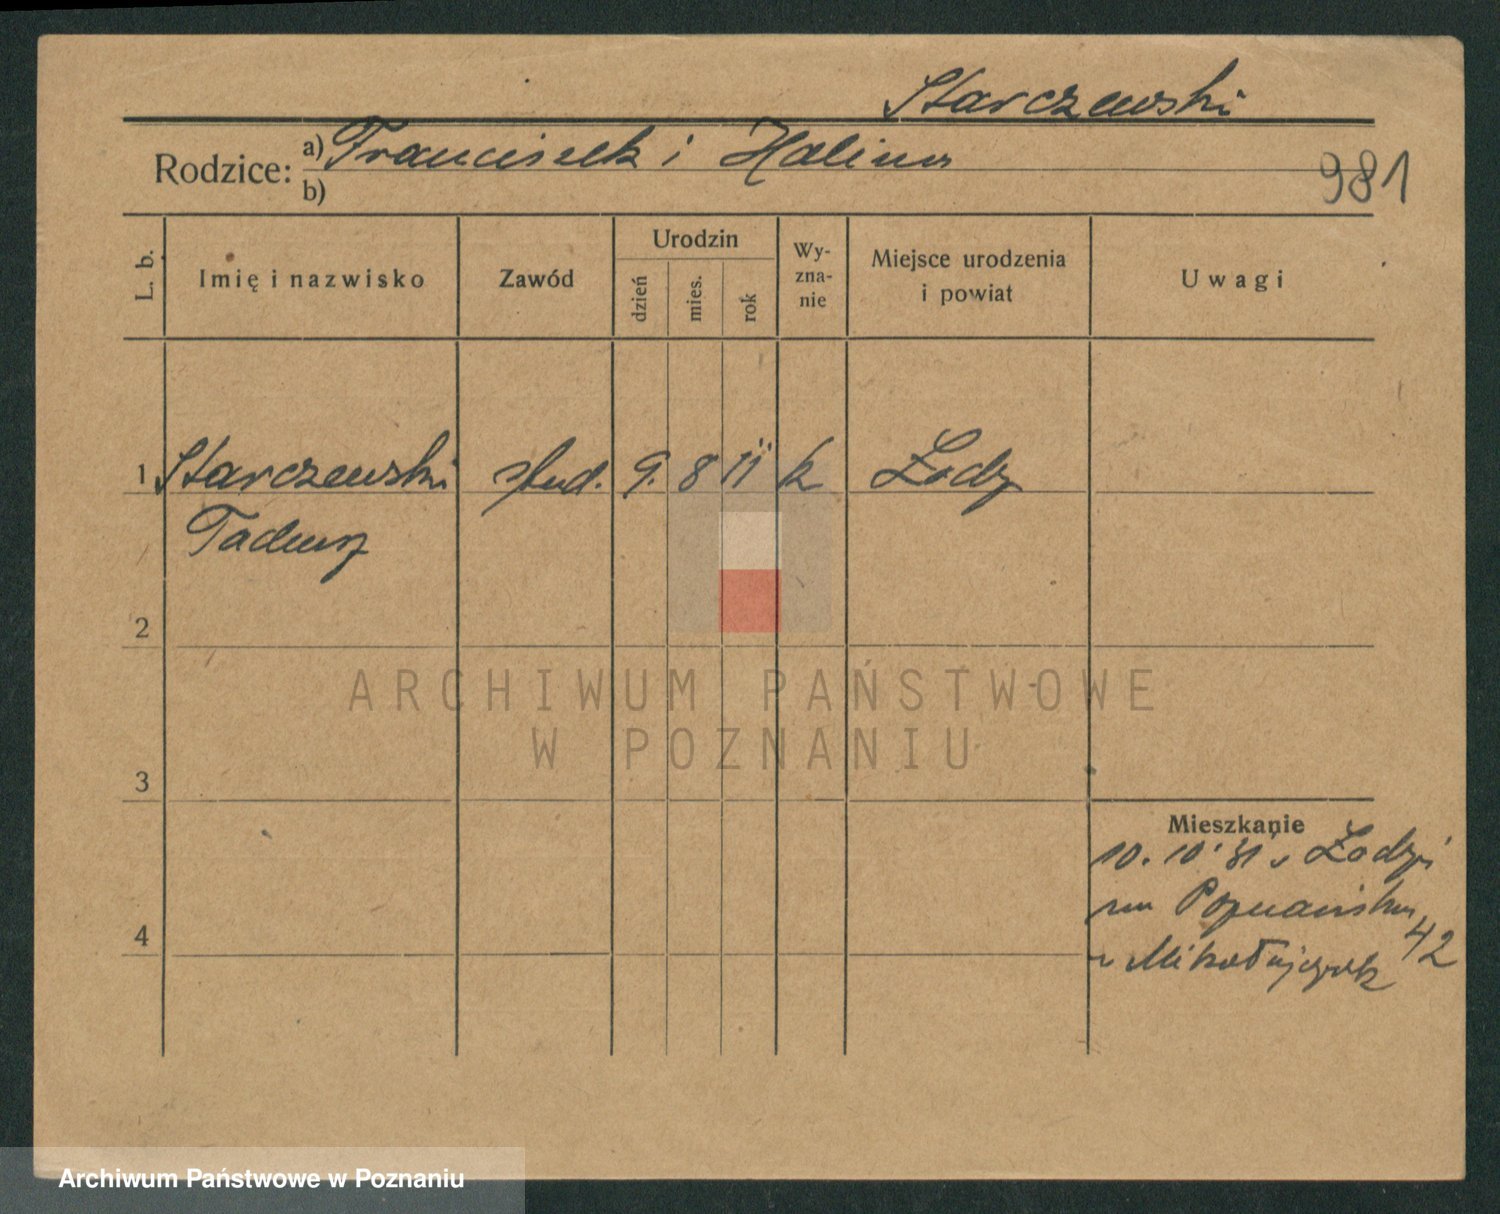 Starczewski
Rodzice: a) Franciszek i Halina
b)
981
L. b.
Imię i nazwisko
Zawód
Urodzin
dzień
mies.
rok
Wy-
zna-
nie
Miejsce urodzenia
i powiat
Uwagi
1 Starczewski stud. 9. 8 11 k Łodz
Tadeusz
2
ARCHIWUM PAŃSTWOWE
W POZNANIU
3
Mieszkanie
10. 10 '31 Łodzi
Poznańska
42
4
Mikołajczak
Archiwum Państwowe w Poznaniu